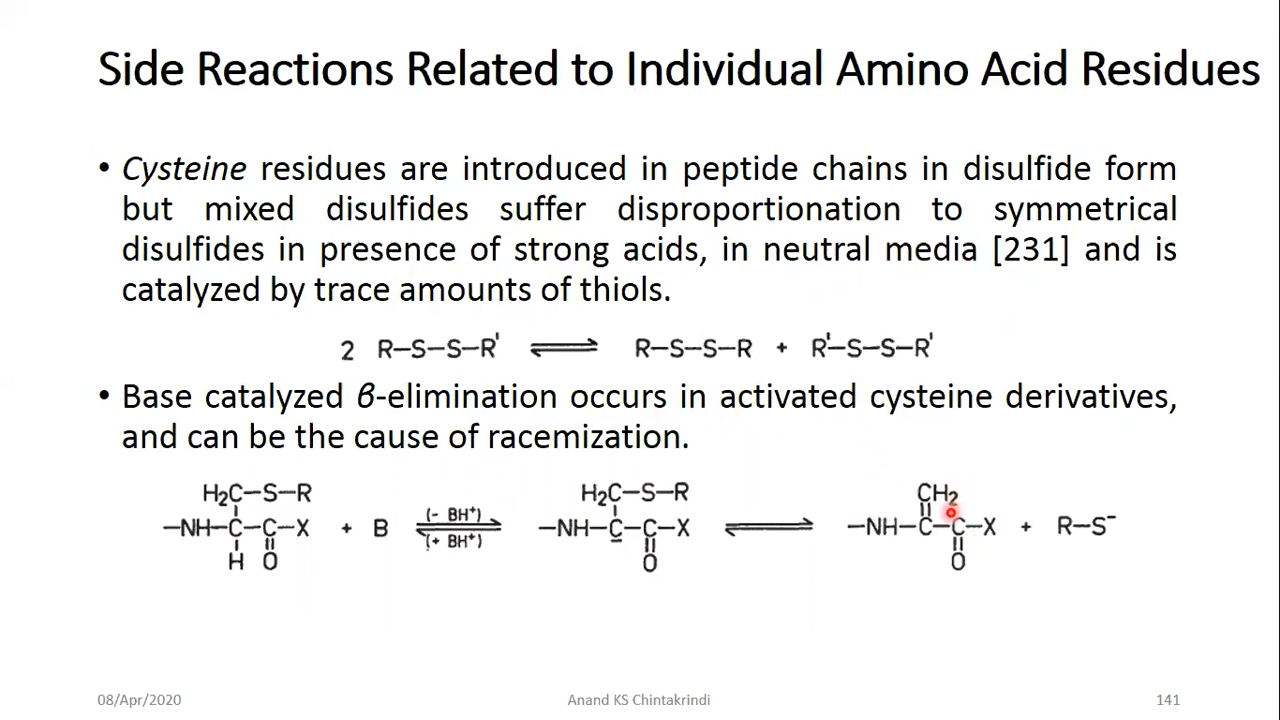 Side Reactions Related to Individual Amino Acid Residues
• Cysteine residues are introduced in peptide chains in disulfide form
but mixed disulfides suffer disproportionation to symmetrical
disulfides in presence of strong acids, in neutral media [231] and is
catalyzed by trace amounts of thiols.
2 R–S–S–R' ⇌ R–S–S–R + R'–S–S–R'
• Base catalyzed β-elimination occurs in activated cysteine derivatives,
and can be the cause of racemization.
H₂C–S–R H₂C–S–R CH₂
–NH–C–C–X + B (- BH⁺) ⇌ (+ BH⁺) –NH–C–C–X ⇌ –NH–C–C–X + R–S⁻
H O O O
08/Apr/2020 Anand KS Chintakrindi 141